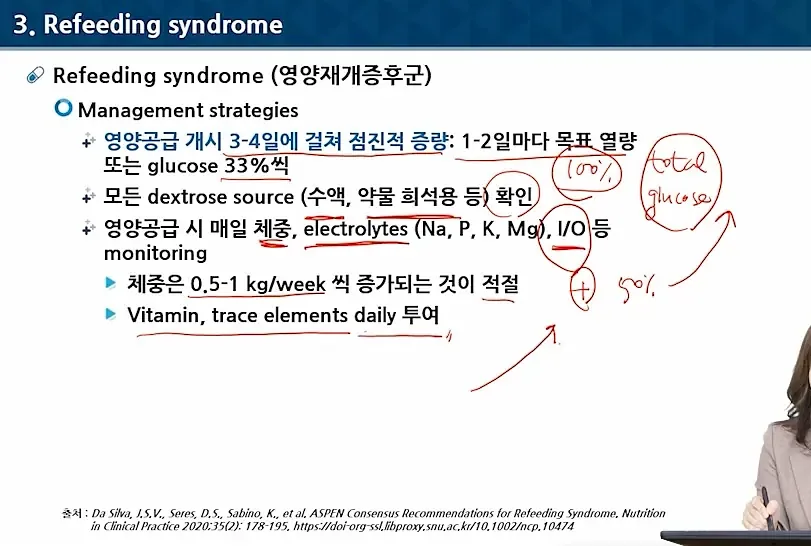 3. Refeeding syndrome
Refeeding syndrome (영양재개증후군)
Management strategies
영양공급 개시 3-4일에 걸쳐 점진적 증량: 1-2일마다 목표 열량
또는 glucose 33%씩
100%
total
glucose
모든 dextrose source (수액, 약물 희석용 등) 확인
영양공급 시 매일 체중, electrolytes (Na, P, K, Mg), I/O 등
monitoring
체중은 0.5-1 kg/week 씩 증가되는 것이 적절
+ 50%
Vitamin, trace elements daily 투여
출처 : Da Silva, J.S.V., Seres, D.S., Sabino, K., et al. ASPEN Consensus Recommendations for Refeeding Syndrome. Nutrition
in Clinical Practice 2020;35(2): 178-195. https://doi-org-ssl.libproxy.snu.ac.kr/10.1002/ncp.10474